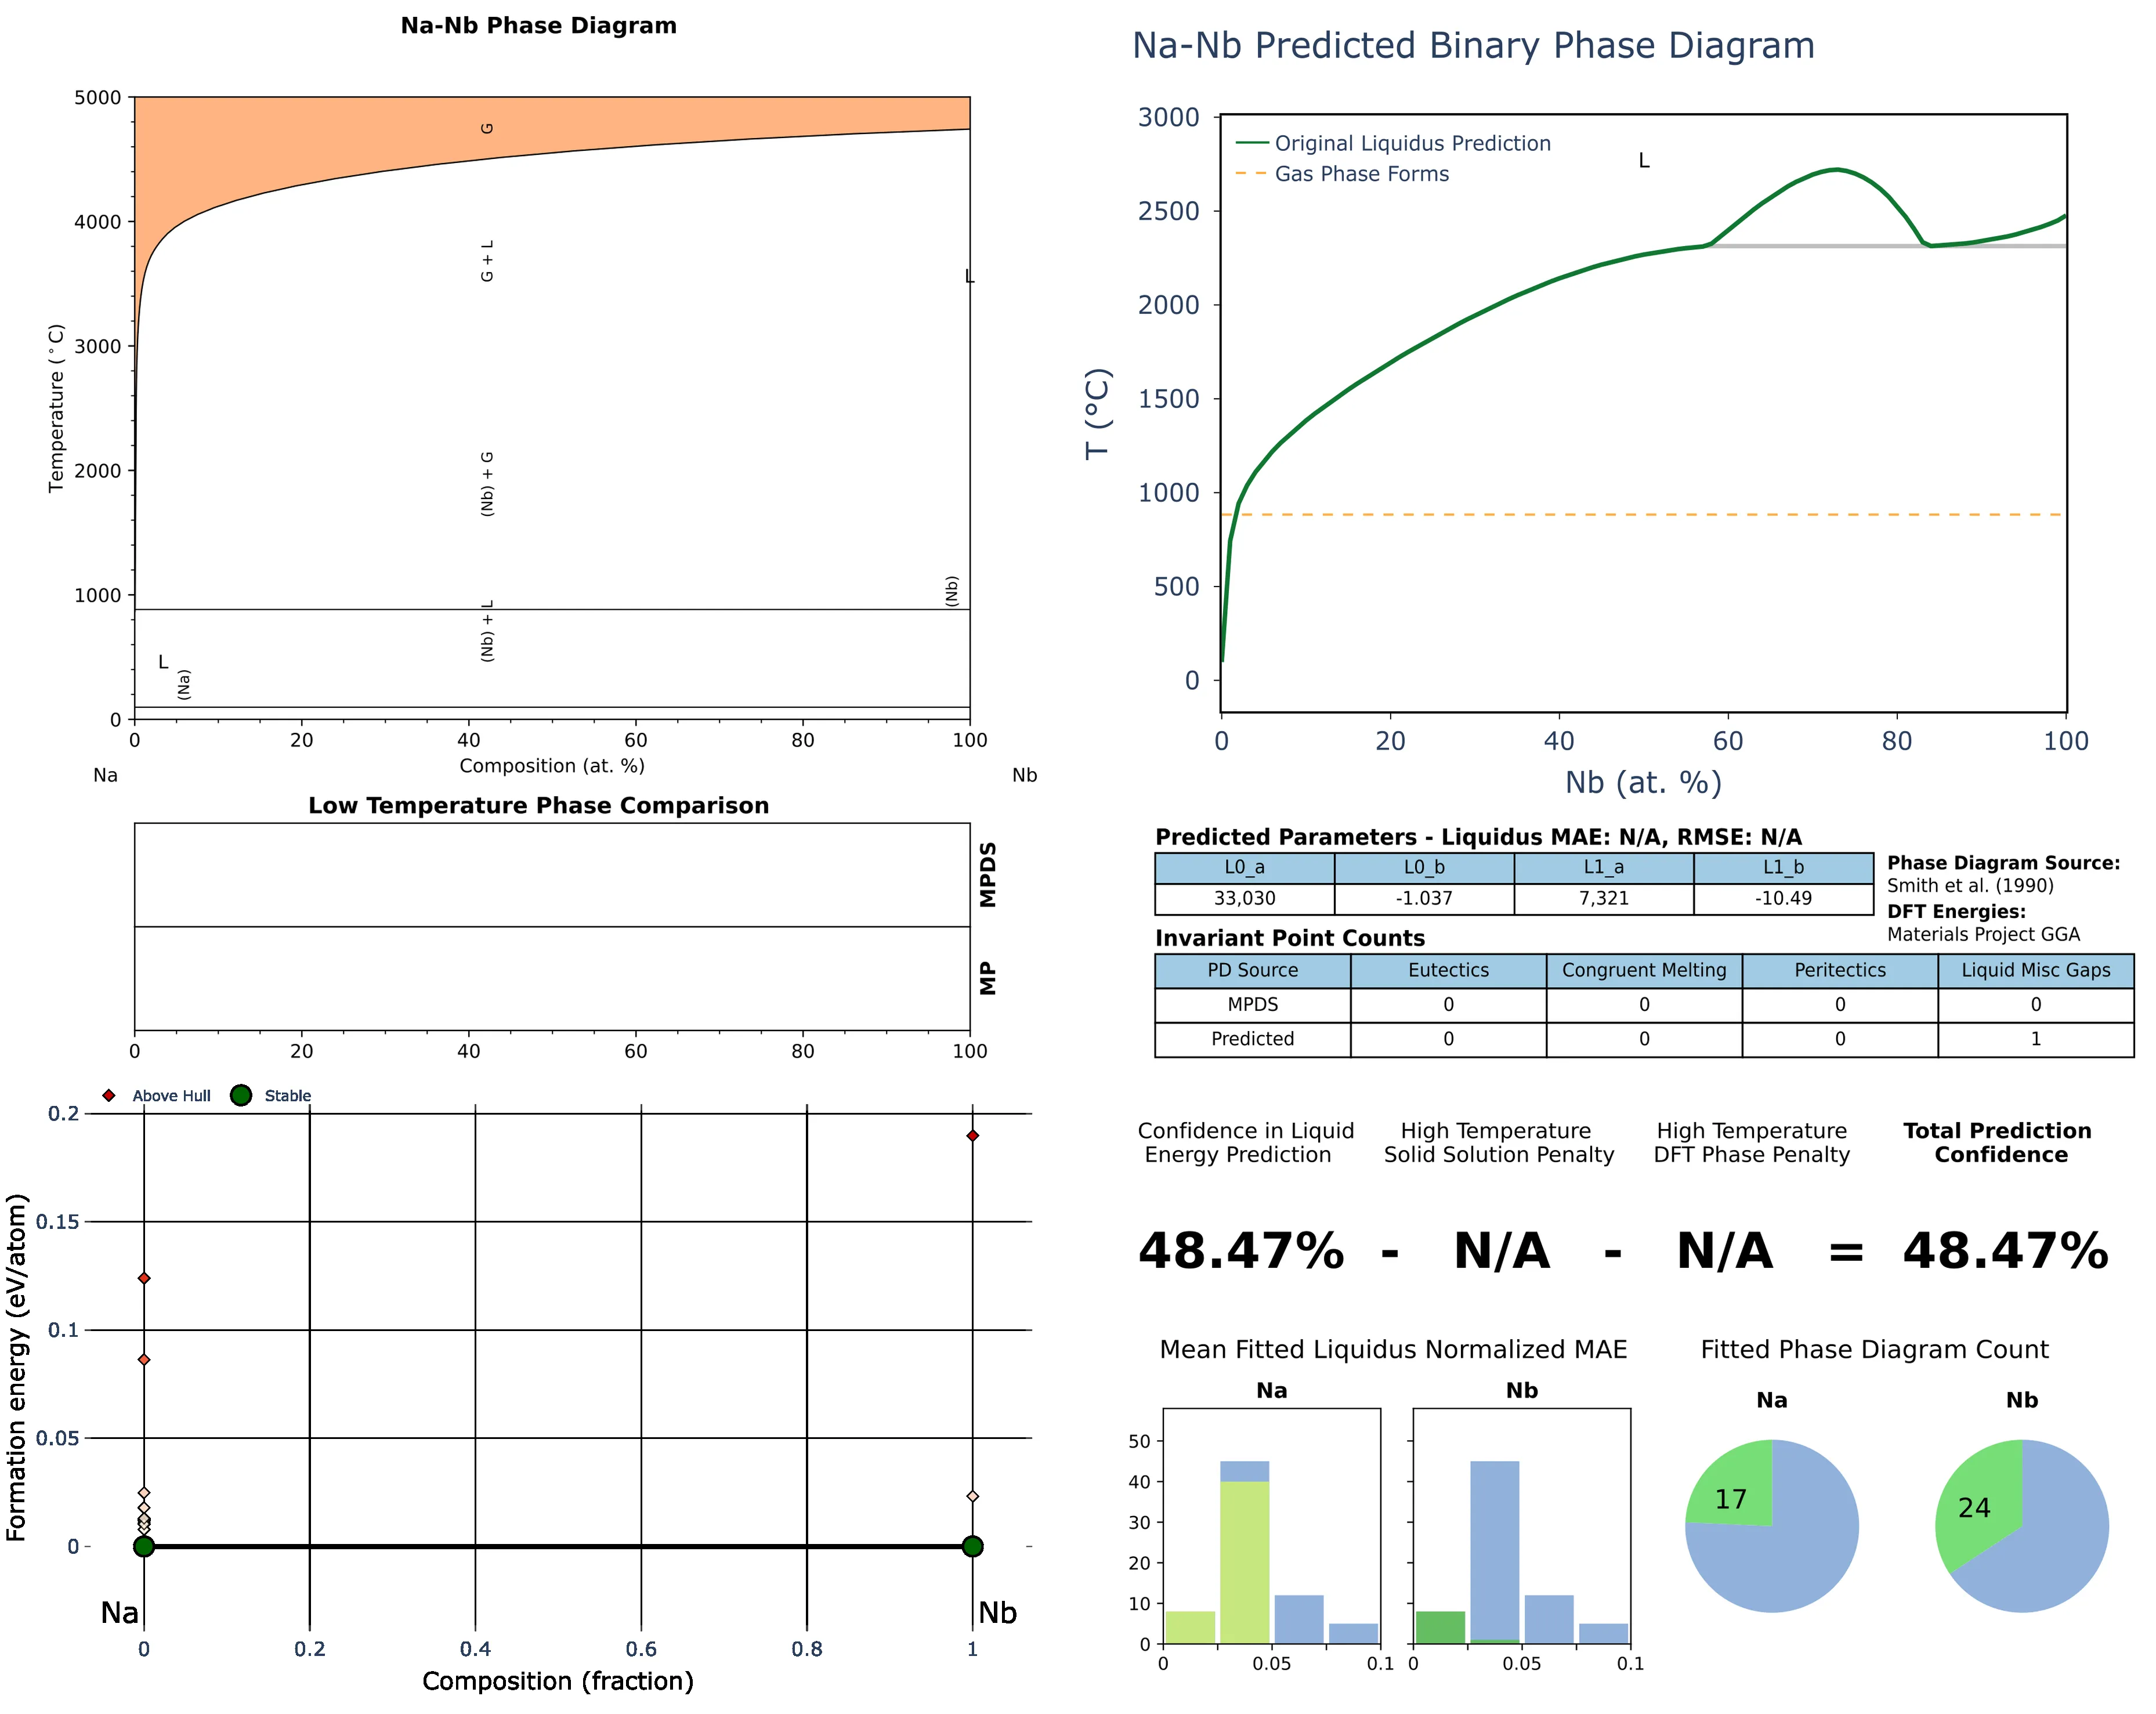 Na-Nb Phase Diagram
5000
4000
3000
2000
1000
0
Temperature (°C)
G
G + L
L
(Nb) + G
(Nb)
(Nb) + L
L
(Na)
0 20 40 60 80 100
Composition (at. %)
Na Nb
Low Temperature Phase Comparison
MPDS
MP
0 20 40 60 80 100
Above Hull Stable
0.2
0.15
0.1
0.05
0
Formation energy (eV/atom)
Na Nb
0 0.2 0.4 0.6 0.8 1
Composition (fraction)
Na-Nb Predicted Binary Phase Diagram
3000
2500
2000
1500
1000
500
0
T (°C)
Original Liquidus Prediction
Gas Phase Forms
L
0 20 40 60 80 100
Nb (at. %)
Predicted Parameters - Liquidus MAE: N/A, RMSE: N/A
L0_a L0_b L1_a L1_b
33,030 -1.037 7,321 -10.49
Phase Diagram Source:
Smith et al. (1990)
DFT Energies:
Materials Project GGA
Invariant Point Counts
PD Source Eutectics Congruent Melting Peritectics Liquid Misc Gaps
MPDS 0 0 0 0
Predicted 0 0 0 1
Confidence in Liquid
Energy Prediction
High Temperature
Solid Solution Penalty
High Temperature
DFT Phase Penalty
Total Prediction
Confidence
48.47% - N/A - N/A = 48.47%
Mean Fitted Liquidus Normalized MAE
Na Nb
50
40
30
20
10
0
0 0.05 0.1 0 0.05 0.1
Fitted Phase Diagram Count
Na Nb
17 24